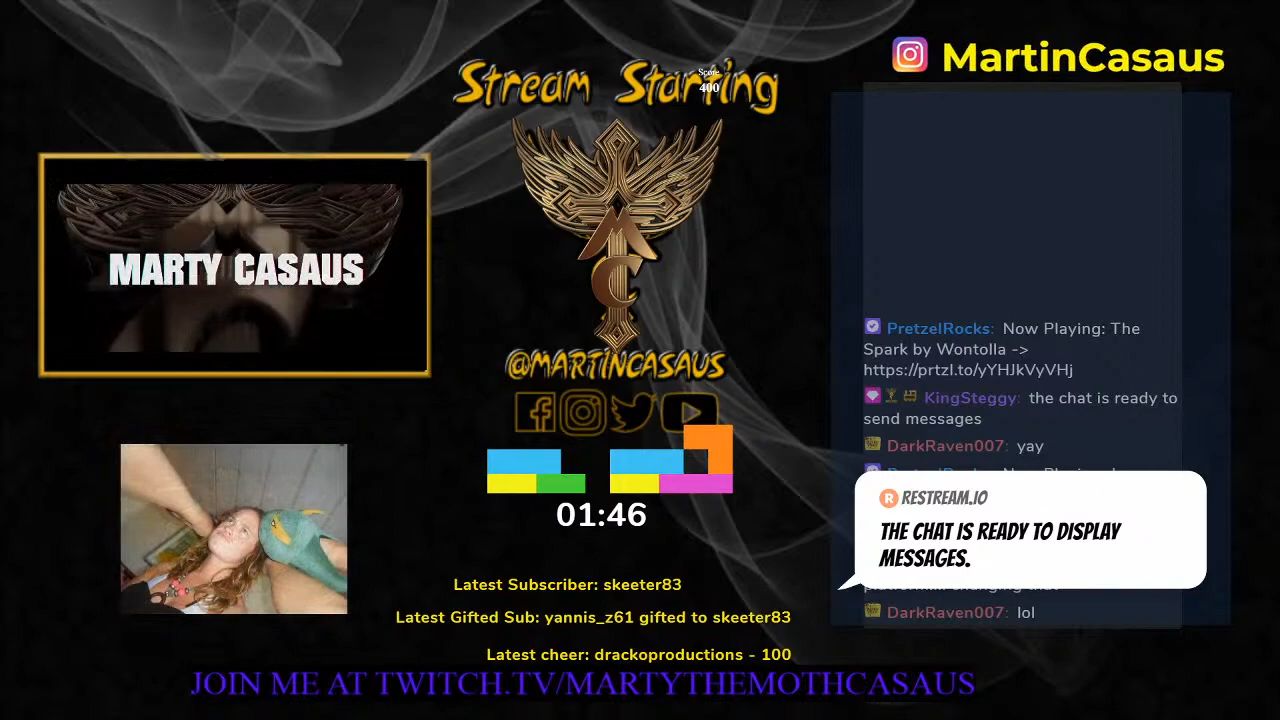 MartinCasaus
Stream Starting
Score
400
MARTY CASAUS
MC
@MARTINCASAUS
01:46
Latest Subscriber: skeeter83
Latest Gifted Sub: yannis_z61 gifted to skeeter83
Latest cheer: drackoproductions - 100
JOIN ME AT TWITCH.TV/MARTYTHEMOTHCASAUS
PretzelRocks: Now Playing: The
Spark by Wontolla ->
https://prtzl.to/yYHJkVyVHj
KingSteggy: the chat is ready to
send messages
DarkRaven007: yay
RESTREAM.IO
THE CHAT IS READY TO DISPLAY
MESSAGES.
DarkRaven007: lol